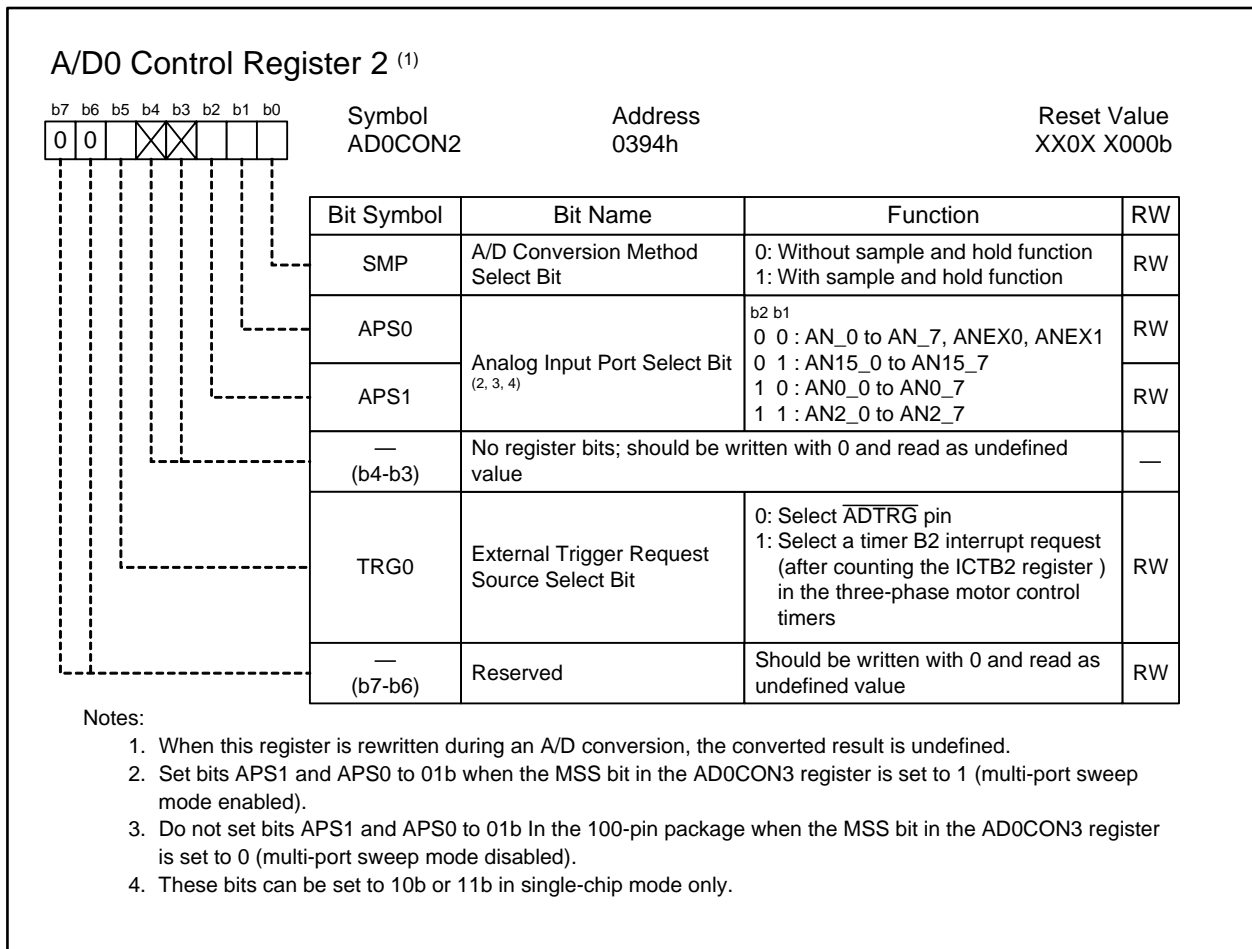 A/D0 Control Register 2 (1)
b7 b6 b5 b4 b3 b2 b1 b0
0 0
Symbol Address Reset Value
AD0CON2 0394h XX0X X000b
Bit Symbol Bit Name Function RW
SMP
A/D Conversion Method
Select Bit
0: Without sample and hold function
1: With sample and hold function
RW
APS0
APS1
Analog Input Port Select Bit
(2, 3, 4)
b2 b1
0 0 : AN_0 to AN_7, ANEX0, ANEX1
0 1 : AN15_0 to AN15_7
1 0 : AN0_0 to AN0_7
1 1 : AN2_0 to AN2_7
RW
RW
—
(b4-b3)
No register bits; should be written with 0 and read as undefined
value
—
TRG0
External Trigger Request
Source Select Bit
0: Select ADTRG pin
1: Select a timer B2 interrupt request
(after counting the ICTB2 register )
in the three-phase motor control
timers
RW
—
(b7-b6)
Reserved
Should be written with 0 and read as
undefined value
RW
Notes:
1. When this register is rewritten during an A/D conversion, the converted result is undefined.
2. Set bits APS1 and APS0 to 01b when the MSS bit in the AD0CON3 register is set to 1 (multi-port sweep
mode enabled).
3. Do not set bits APS1 and APS0 to 01b In the 100-pin package when the MSS bit in the AD0CON3 register
is set to 0 (multi-port sweep mode disabled).
4. These bits can be set to 10b or 11b in single-chip mode only.